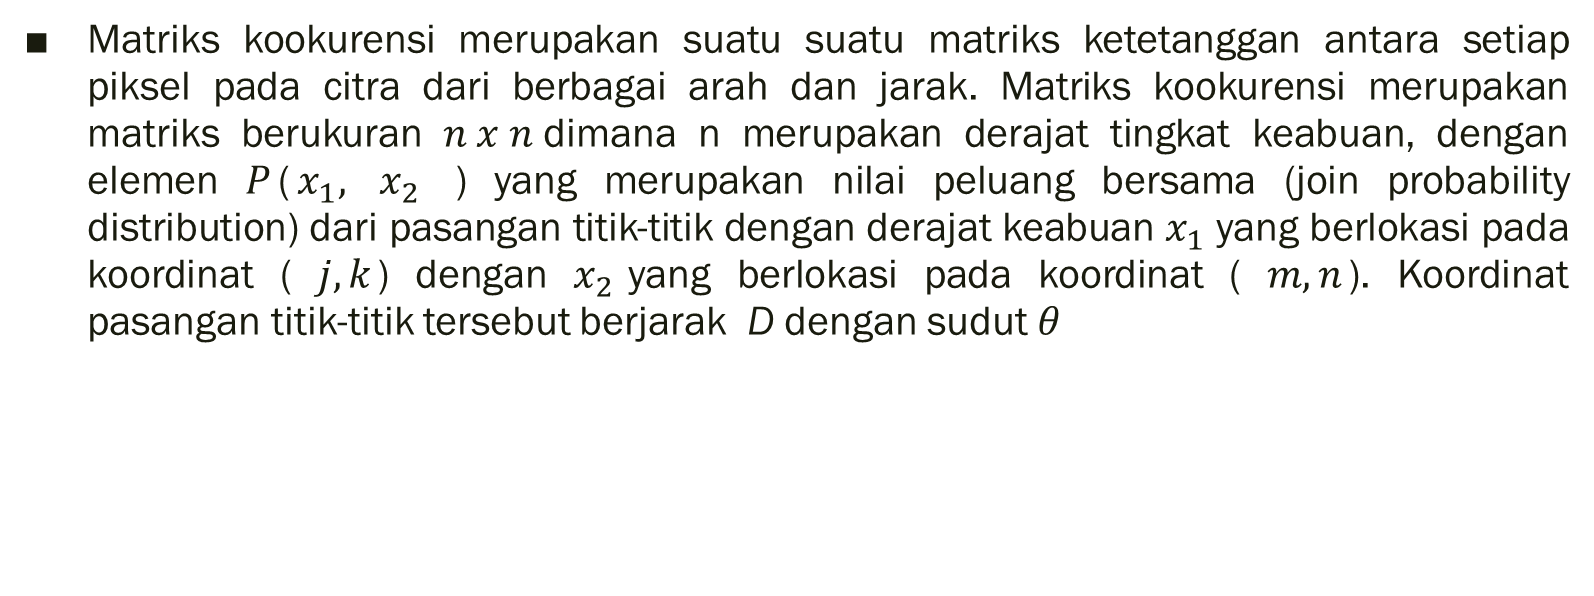 ▪ Matriks kookurensi merupakan suatu suatu matriks ketetanggan antara setiap
piksel pada citra dari berbagai arah dan jarak. Matriks kookurensi merupakan
matriks berukuran n x n dimana n merupakan derajat tingkat keabuan, dengan
elemen P ( x₁, x₂ ) yang merupakan nilai peluang bersama (join probability
distribution) dari pasangan titik-titik dengan derajat keabuan x₁ yang berlokasi pada
koordinat ( j, k ) dengan x₂ yang berlokasi pada koordinat ( m, n ). Koordinat
pasangan titik-titik tersebut berjarak D dengan sudut θ